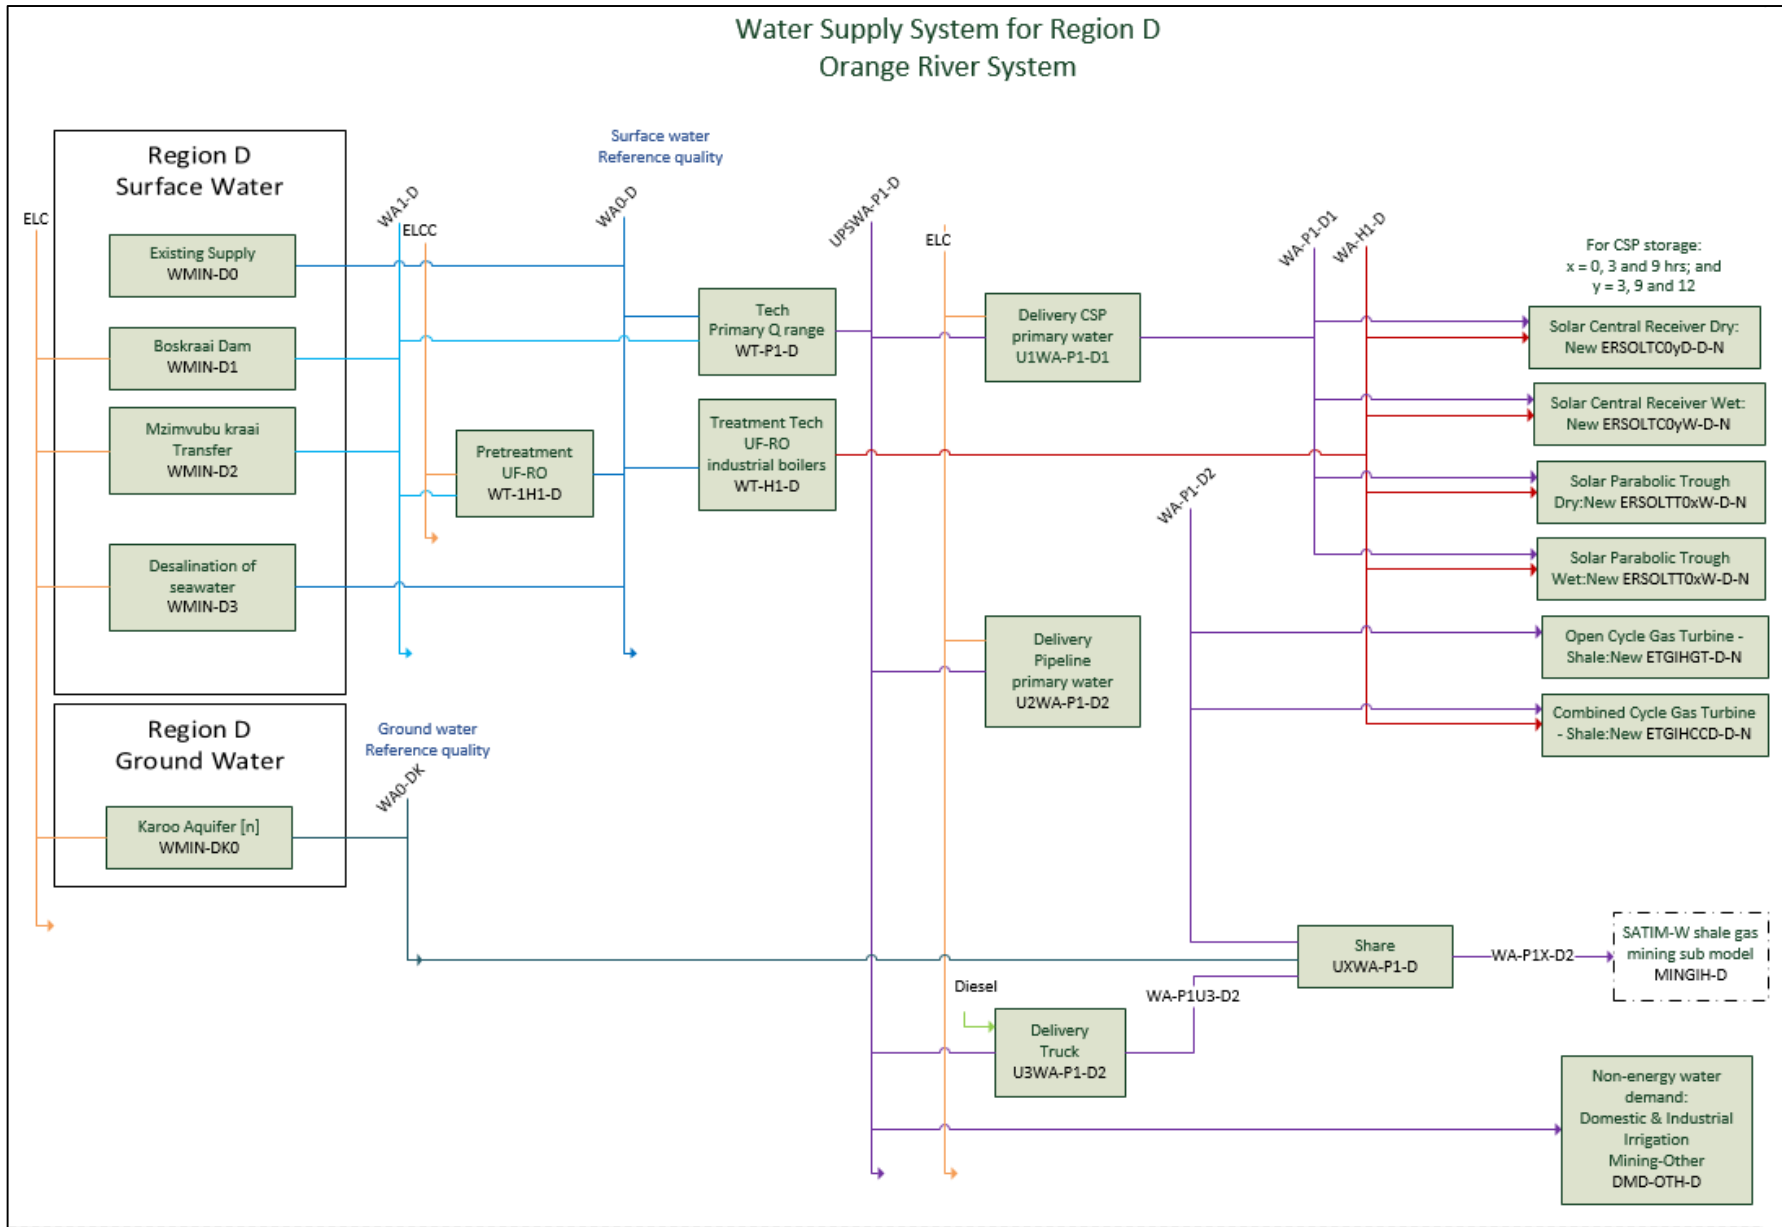 Water Supply System for Region D
Orange River System
Region D
Surface Water
ELC
Existing Supply
WMIN-D0
Boskraai Dam
WMIN-D1
Mzimvubu kraai
Transfer
WMIN-D2
Desalination of
seawater
WMIN-D3
Region D
Ground Water
Karoo Aquifer [n]
WMIN-DK0
WA1-D
ELCC
Pretreatment
UF-RO
WT-1H1-D
Surface water
Reference quality
WA0-D
Ground water
Reference quality
WA0-DK
Tech
Primary Q range
WT-P1-D
Treatment Tech
UF-RO
industrial boilers
WT-H1-D
UPSWA-P1-D
ELC
Delivery CSP
primary water
U1WA-P1-D1
Delivery
Pipeline
primary water
U2WA-P1-D2
Diesel
Delivery
Truck
U3WA-P1-D2
WA-P1U3-D2
WA-P1-D2
WA-P1-D1
WA-H1-D
Share
UXWA-P1-D
WA-P1X-D2
For CSP storage:
x = 0, 3 and 9 hrs; and
y = 3, 9 and 12
Solar Central Receiver Dry:
New ERSOLTC0yD-D-N
Solar Central Receiver Wet:
New ERSOLTC0yW-D-N
Solar Parabolic Trough
Dry:New ERSOLTT0xW-D-N
Solar Parabolic Trough
Wet:New ERSOLTT0xW-D-N
Open Cycle Gas Turbine -
Shale:New ETGIHGT-D-N
Combined Cycle Gas Turbine
- Shale:New ETGIHCCD-D-N
SATIM-W shale gas
mining sub model
MINGIH-D
Non-energy water
demand:
Domestic & Industrial
Irrigation
Mining-Other
DMD-OTH-D